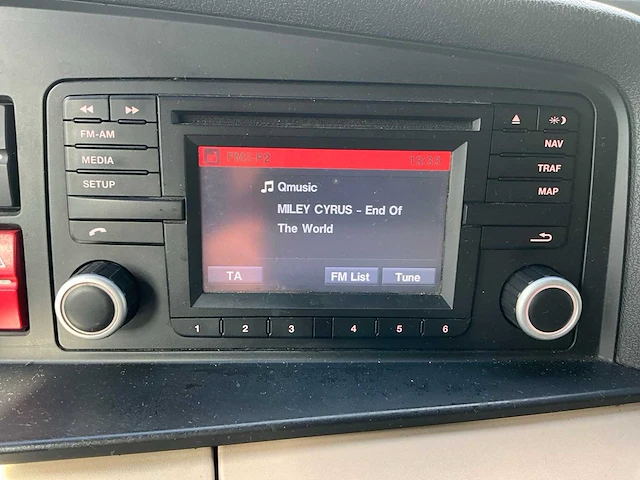 FM-AM
MEDIA
SETUP
Qmusic
MILEY CYRUS - End Of
The World
TA
FM List
Tune
NAV
TRAF
MAP
1 2 3 4 5 6